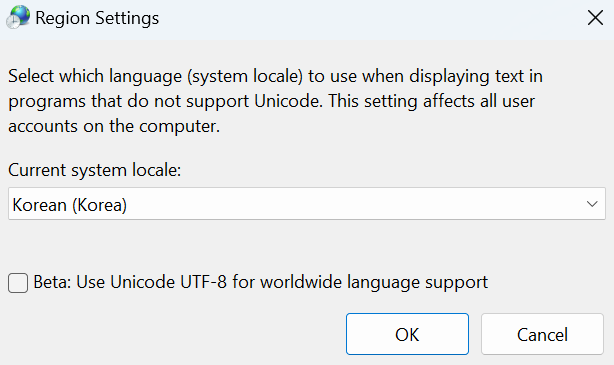 Region Settings
Select which language (system locale) to use when displaying text in
programs that do not support Unicode. This setting affects all user
accounts on the computer.
Current system locale:
Korean (Korea)
Beta: Use Unicode UTF-8 for worldwide language support
OK
Cancel